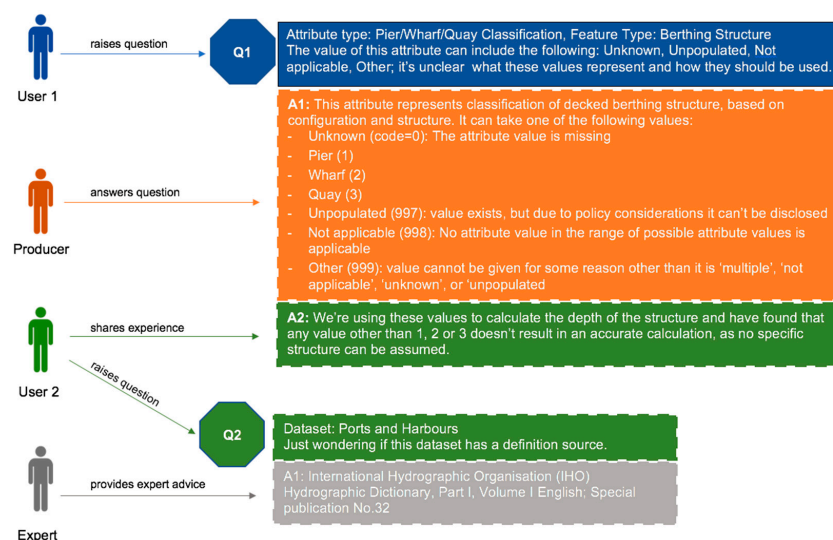 raises question
Q1
User 1
Attribute type: Pier/Wharf/Quay Classification, Feature Type: Berthing Structure
The value of this attribute can include the following: Unknown, Unpopulated, Not
applicable, Other; it's unclear what these values represent and how they should be used.
A1: This attribute represents classification of decked berthing structure, based on
configuration and structure. It can take one of the following values:
- Unknown (code=0): The attribute value is missing
- Pier (1)
- Wharf (2)
- Quay (3)
- Unpopulated (997): value exists, but due to policy considerations it can't be disclosed
- Not applicable (998): No attribute value in the range of possible attribute values is
applicable
- Other (999): value cannot be given for some reason other than it is 'multiple', 'not
applicable', 'unknown', or 'unpopulated
answers question
Producer
shares experience
A2: We're using these values to calculate the depth of the structure and have found that
any value other than 1, 2 or 3 doesn't result in an accurate calculation, as no specific
structure can be assumed.
User 2
raises question
Q2
Dataset: Ports and Harbours
Just wondering if this dataset has a definition source.
provides expert advice
A1: International Hydrographic Organisation (IHO)
Hydrographic Dictionary, Part I, Volume I English; Special
publication No.32
Expert